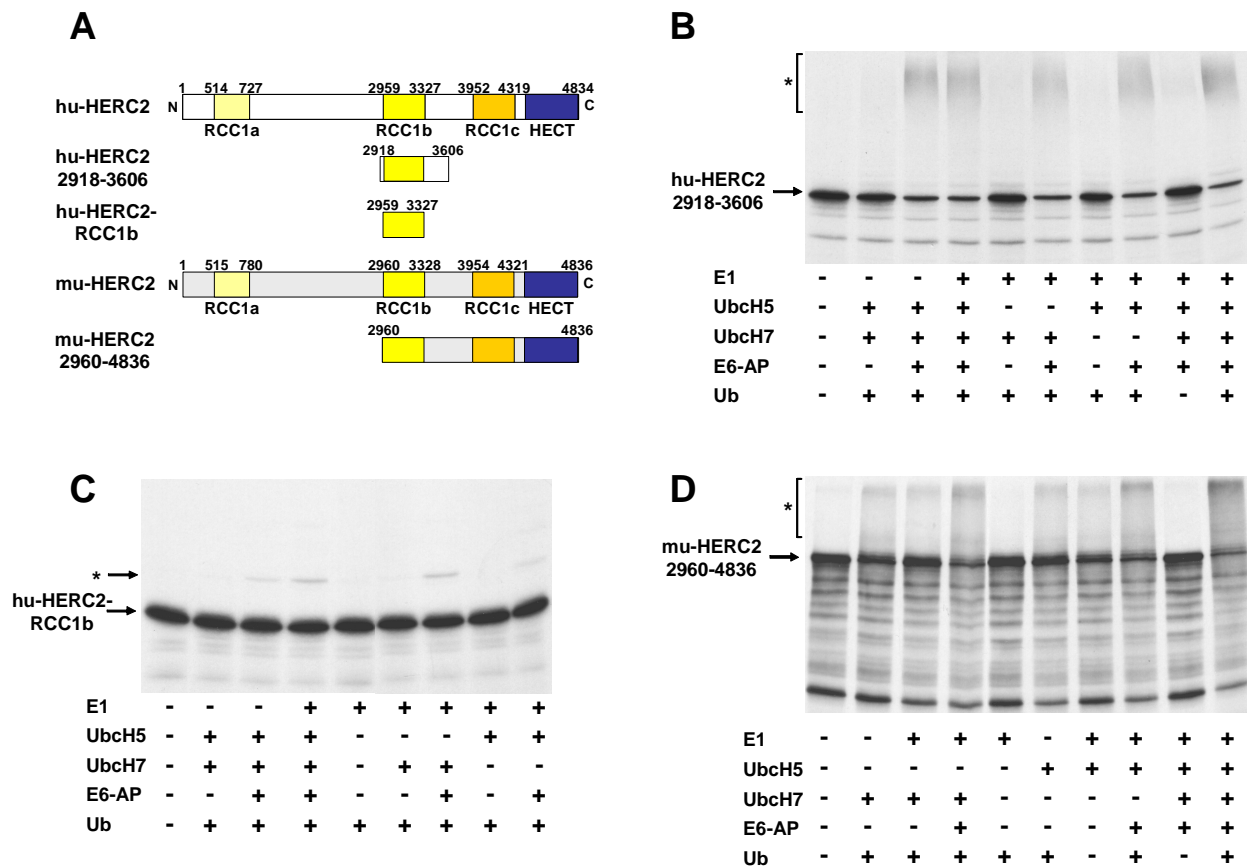 A
1 514 727 2959 3327 3952 4319 4834
hu-HERC2 N C
RCC1a RCC1b RCC1c HECT
hu-HERC2
2918-3606
2918 3606
hu-HERC2-
RCC1b
2959 3327
1 515 780 2960 3328 3954 4321 4836
mu-HERC2 N C
RCC1a RCC1b RCC1c HECT
mu-HERC2
2960-4836
2960 4836
B
*
hu-HERC2
2918-3606
E1 - - - + + + + + + +
UbcH5 - + + + - - + + + +
UbcH7 - + + + + + - - + +
E6-AP - - + + - + - + + +
Ub - + + + + + + + - +
C
*
hu-HERC2-
RCC1b
E1 - - - + + + + + +
UbcH5 - + + + - - - + +
UbcH7 - + + + - + + - -
E6-AP - - + + - - + - +
Ub - + + + + + + + +
D
*
mu-HERC2
2960-4836
E1 - - + + + - + + + +
UbcH5 - - - - - + + + + +
UbcH7 - + + + - - - - + +
E6-AP - - - + - - - + + +
Ub - + + + + + - + - +